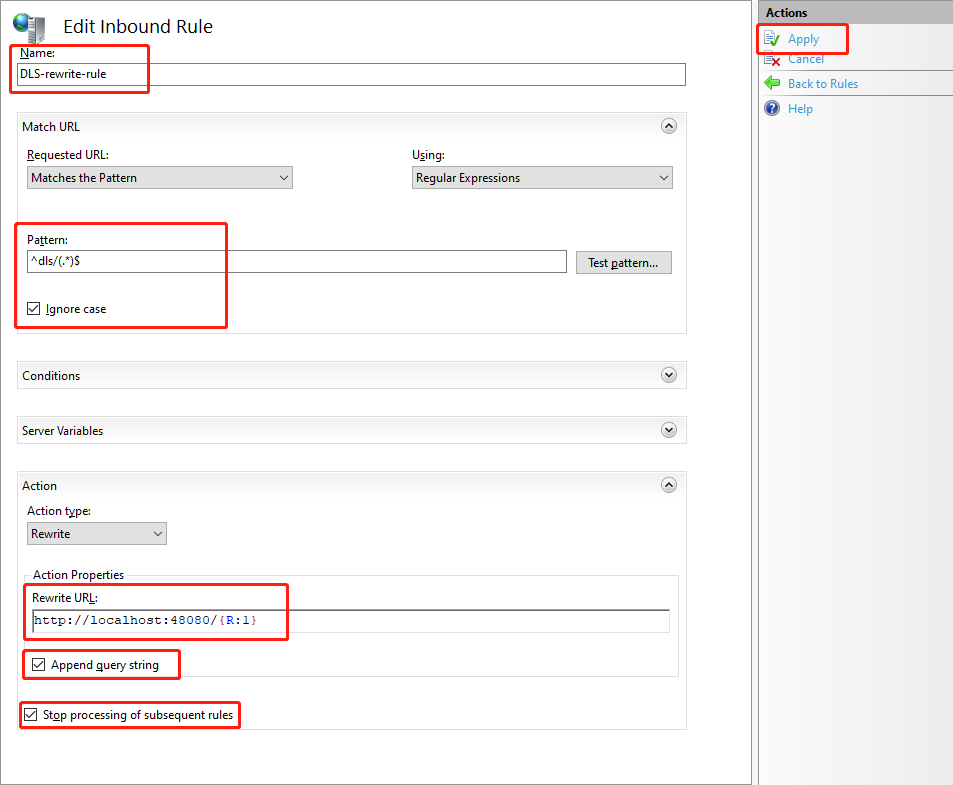 Edit Inbound Rule
Name:
DLS-rewrite-rule
Match URL
Requested URL:
Using:
Matches the Pattern
Regular Expressions
Pattern:
^dls/(.*)$
Test pattern...
Ignore case
Conditions
Server Variables
Action
Action type:
Rewrite
Action Properties
Rewrite URL:
http://localhost:48080/{R:1}
Append query string
Stop processing of subsequent rules
Actions
Apply
Cancel
Back to Rules
Help